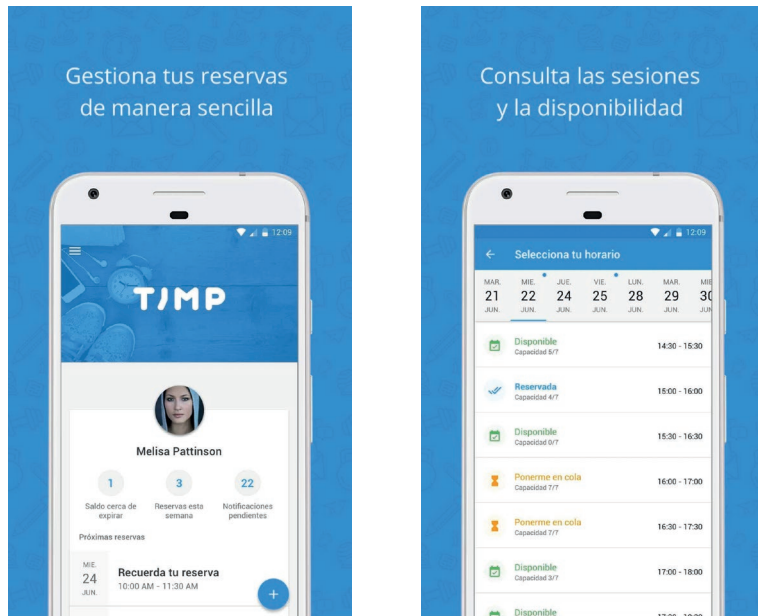 Gestiona tus reservas
de manera sencilla
12:09
TIMP
Melisa Pattinson
1
3
22
Saldo cerca de
expirar
Reservas esta
semana
Notificaciones
pendientes
Próximas reservas
MIE.
24
JUN.
Recuerda tu reserva
10:00 AM - 11:30 AM
+
Consulta las sesiones
y la disponibilidad
12:09
Selecciona tu horario
MAR. MIE. JUE. VIE. LUN. MAR. MIE
21 22 24 25 28 29 30
JUN. JUN. JUN. JUN. JUN. JUN. JUN
Disponible
Capacidad 5/7
14:30 - 15:30
Reservada
Capacidad 4/7
15:00 - 16:00
Disponible
Capacidad 0/7
15:30 - 16:30
Ponerme en cola
Capacidad 7/7
16:00 - 17:00
Ponerme en cola
Capacidad 7/7
16:30 - 17:30
Disponible
Capacidad 3/7
17:00 - 18:00
Disponible